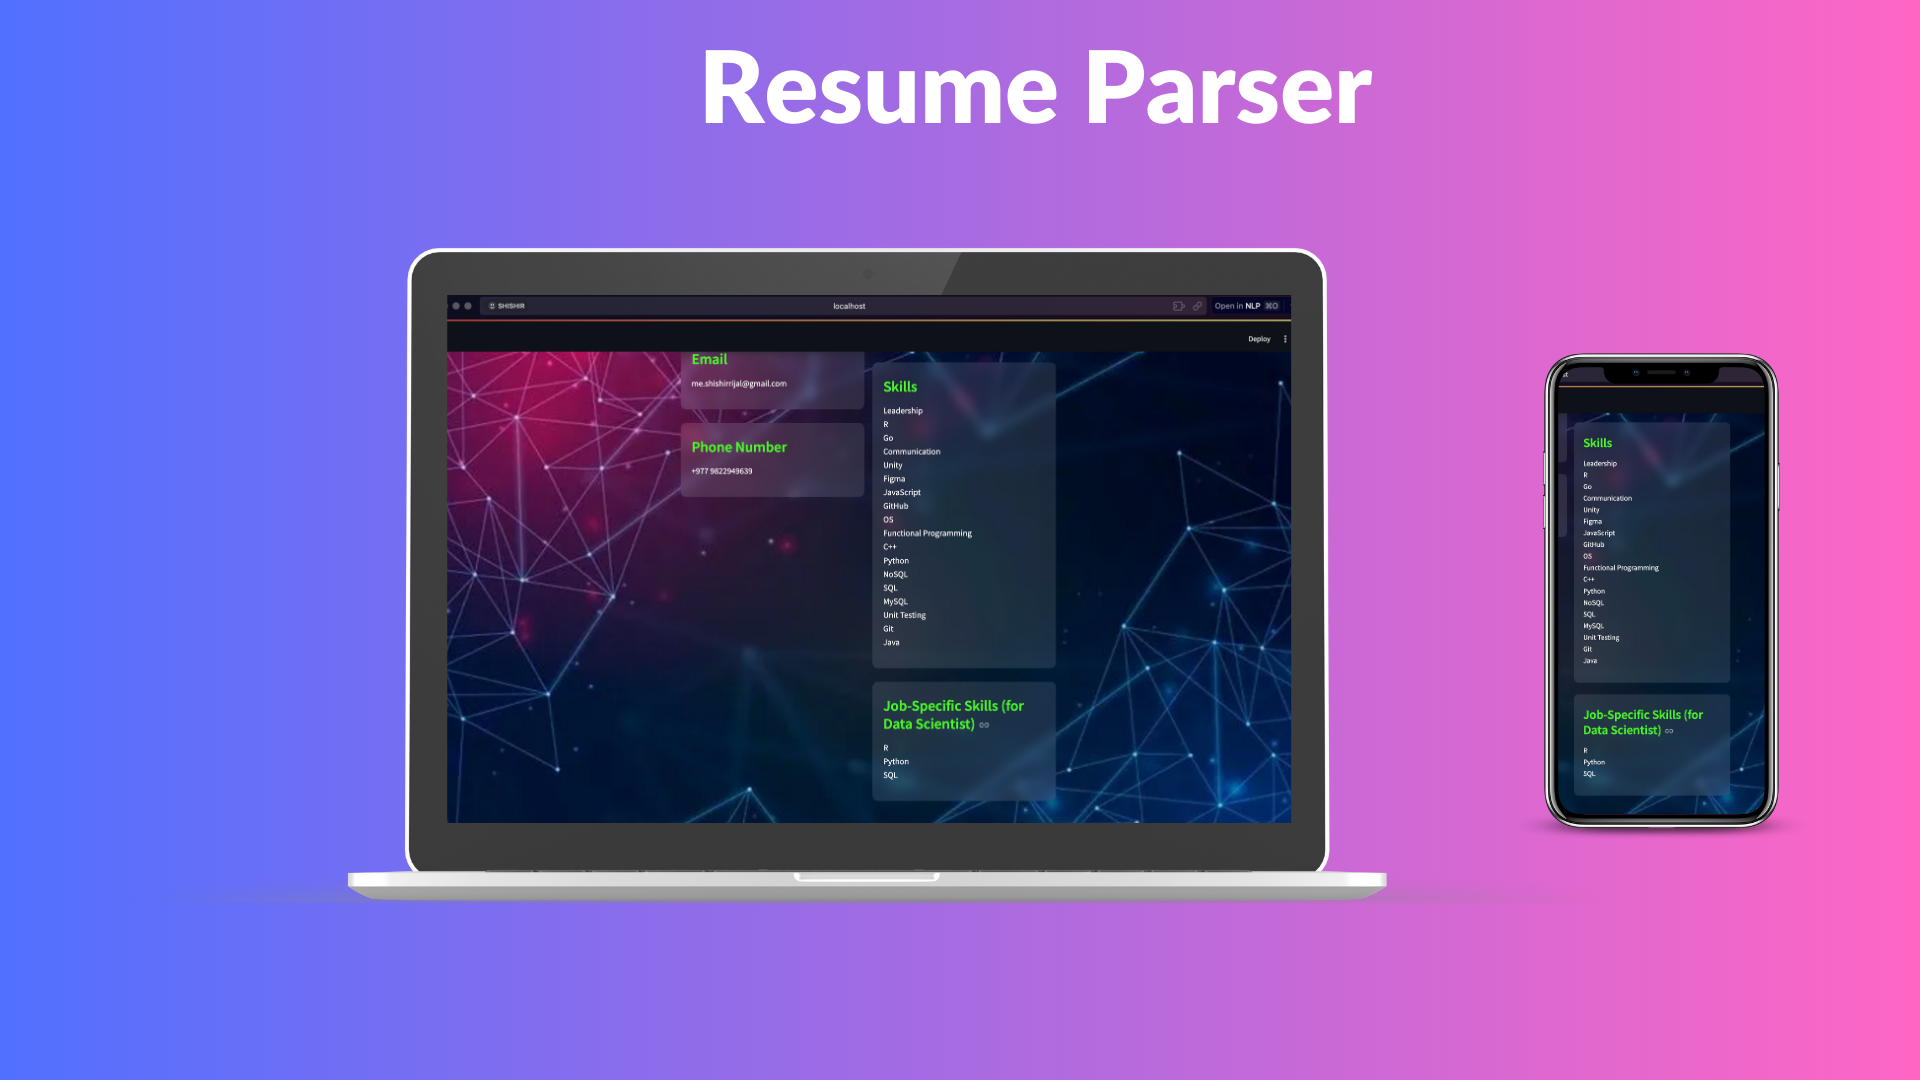 Resume Parser
SHISHIR
localhost
Open in NLP ⌘O
Deploy
Email
me.shishirrijal@gmail.com
Phone Number
+977 9822949639
Skills
Leadership
R
Go
Communication
Unity
Figma
JavaScript
GitHub
OS
Functional Programming
C++
Python
NoSQL
SQL
MySQL
Unit Testing
Git
Java
Job-Specific Skills (for
Data Scientist)
R
Python
SQL
Skills
Leadership
R
Go
Communication
Unity
Figma
JavaScript
GitHub
OS
Functional Programming
C++
Python
NoSQL
SQL
MySQL
Unit Testing
Git
Java
Job-Specific Skills (for
Data Scientist)
R
Python
SQL